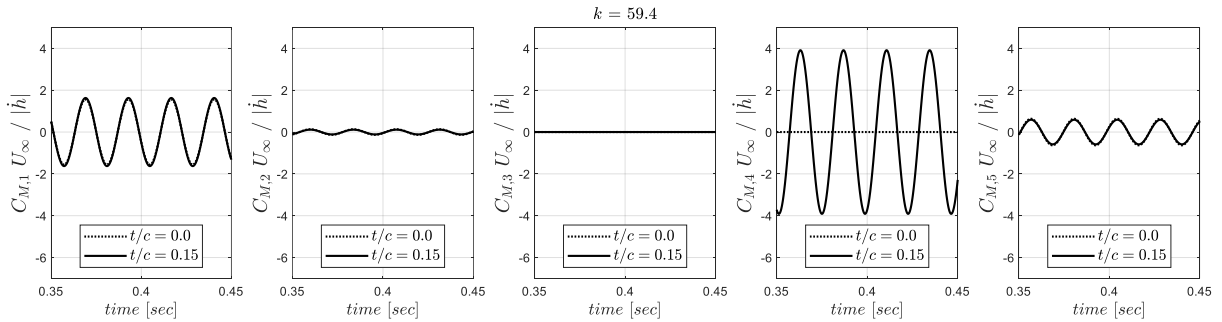 k = 59.4
C_{M,1} U_∞ / |ḣ|
4
2
0
-2
-4
-6
t/c = 0.0
t/c = 0.15
0.35 0.4 0.45
time [sec]
C_{M,2} U_∞ / |ḣ|
4
2
0
-2
-4
-6
t/c = 0.0
t/c = 0.15
0.35 0.4 0.45
time [sec]
C_{M,3} U_∞ / |ḣ|
4
2
0
-2
-4
-6
t/c = 0.0
t/c = 0.15
0.35 0.4 0.45
time [sec]
C_{M,4} U_∞ / |ḣ|
4
2
0
-2
-4
-6
t/c = 0.0
t/c = 0.15
0.35 0.4 0.45
time [sec]
C_{M,5} U_∞ / |ḣ|
4
2
0
-2
-4
-6
t/c = 0.0
t/c = 0.15
0.35 0.4 0.45
time [sec]